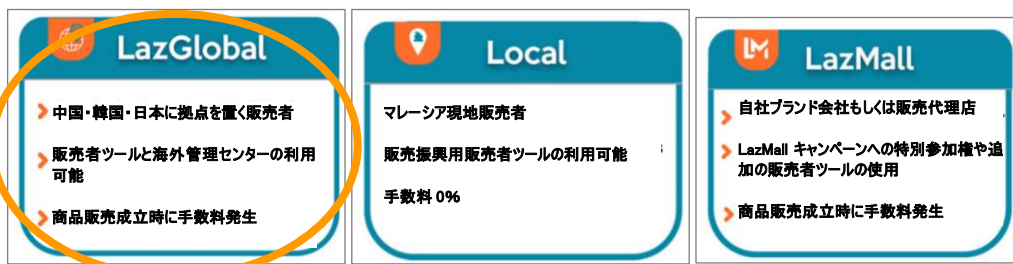 LazGlobal
中国・韓国・日本に拠点を置く販売者
販売者ツールと海外管理センターの利用
可能
商品販売成立時に手数料発生
Local
マレーシア現地販売者
販売振興用販売者ツールの利用可能
手数料 0%
LM
LazMall
自社ブランド会社もしくは販売代理店
LazMall キャンペーンへの特別参加権や追
加の販売者ツールの使用
商品販売成立時に手数料発生